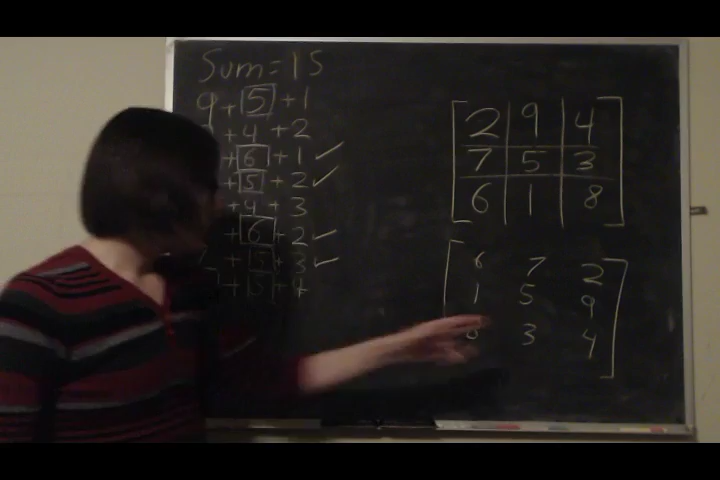 Sum=15
9+5+1
+4+2
+6+1 ✓
+5+2 ✓
+4+3
+6+2 ✓
+5+3 ✓
+5+4
2 9 4
7 5 3
6 1 8
6 7 2
1 5 9
3 4